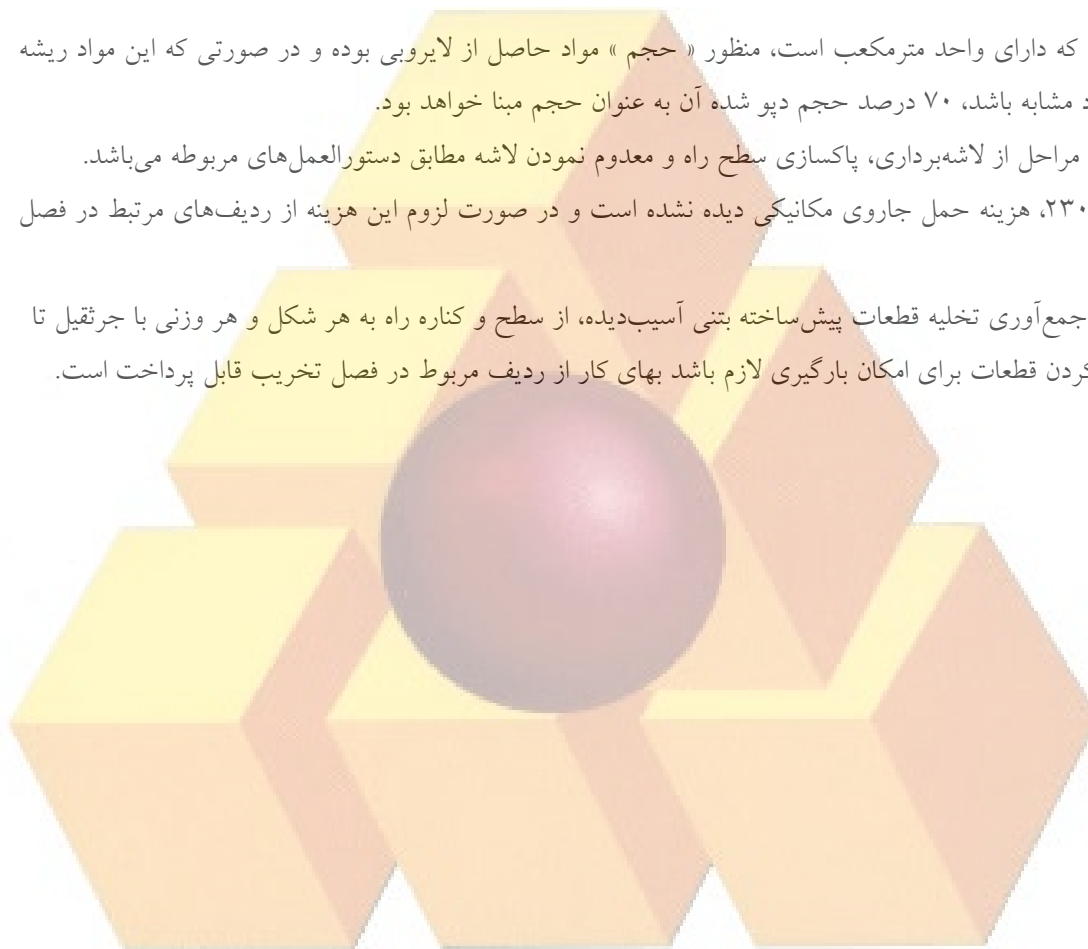 که دارای واحد مترمکعب است، منظور « حجم » مواد حاصل از لایروبی بوده و در صورتی که این مواد ریشه
مشابه باشد، ۷۰ درصد حجم دپو شده آن به عنوان حجم مبنا خواهد بود.
مراحل از لاشه‌برداری، پاکسازی سطح راه و معدوم نمودن لاشه مطابق دستورالعمل‌های مربوطه می‌باشد.
۲۳۰، هزینه حمل جاروی مکانیکی دیده نشده است و در صورت لزوم این هزینه از ردیف‌های مرتبط در فصل
جمع‌آوری تخلیه قطعات پیش‌ساخته بتنی آسیب‌دیده، از سطح و کناره راه به هر شکل و هر وزنی با جرثقیل تا
کردن قطعات برای امکان بارگیری لازم باشد بهای کار از ردیف مربوط در فصل تخریب قابل پرداخت است.